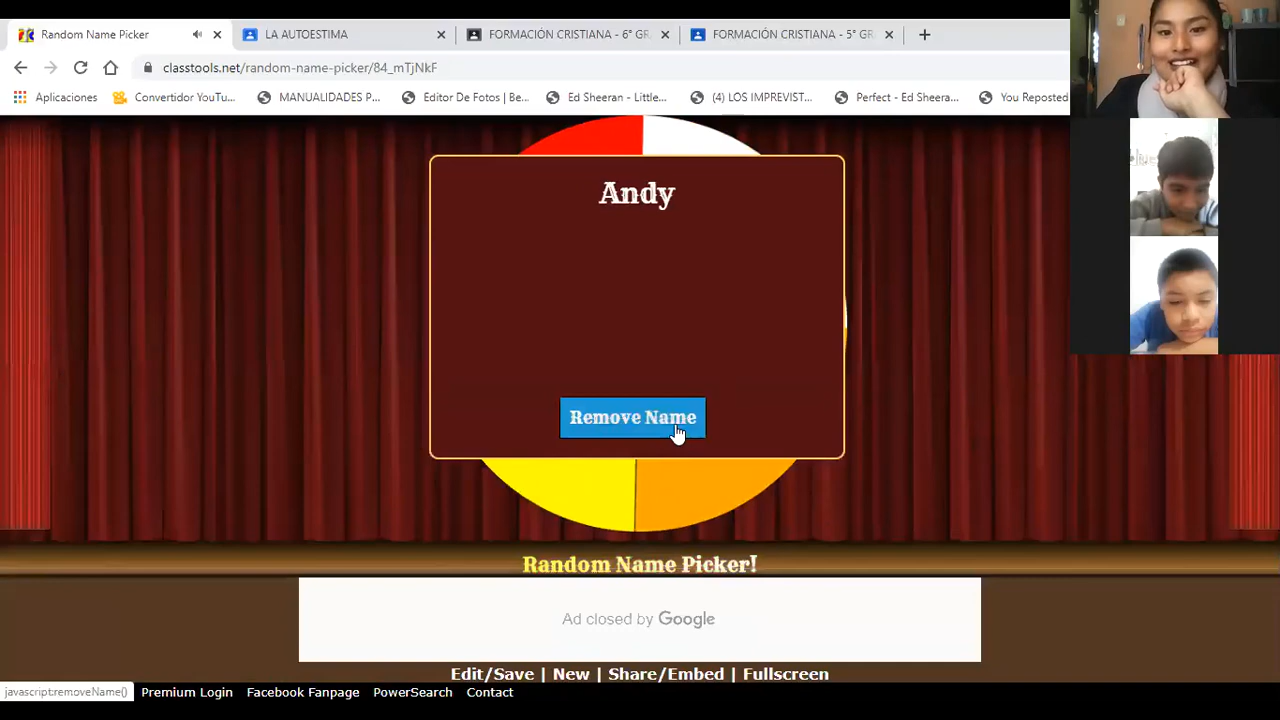 Random Name Picker
LA AUTOESTIMA
FORMACIÓN CRISTIANA - 6° GR
FORMACIÓN CRISTIANA - 5° GR
classtools.net/random-name-picker/84_mTjNkF
Aplicaciones
Convertidor YouTu...
MANUALIDADES P...
Editor De Fotos | Be...
Ed Sheeran - Little...
(4) LOS IMPREVIST...
Perfect - Ed Sheera...
You Reposted
Andy
Remove Name
Random Name Picker!
Ad closed by Google
Edit/Save | New | Share/Embed | Fullscreen
javascript:removeName()
Premium Login
Facebook Fanpage
PowerSearch
Contact